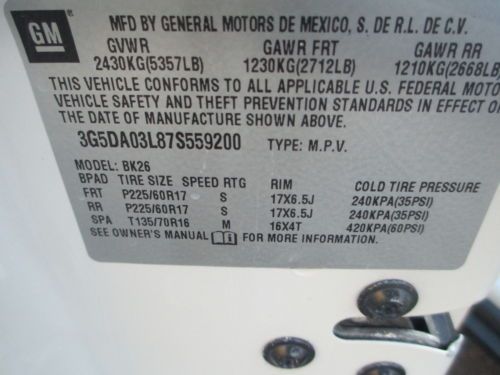 GM
MFD BY GENERAL MOTORS DE MEXICO, S. DE R.L. DE C.V.
GVWR GAWR FRT GAWR RR
2430KG(5357LB) 1230KG(2712LB) 1210KG(2668LB
THIS VEHICLE CONFORMS TO ALL APPLICABLE U.S. FEDERAL MOTO
VEHICLE SAFETY AND THEFT PREVENTION STANDARDS IN EFFECT O
THE DATE OF MANUFACTURE SHOWN ABOVE.
3G5DA03L87S559200 TYPE: M.P.V.
MODEL: BK26
BPAD TIRE SIZE SPEED RTG RIM COLD TIRE PRESSURE
FRT P225/60R17 S 17X6.5J 240KPA(35PSI)
RR P225/60R17 S 17X6.5J 240KPA(35PSI)
SPA T135/70R16 M 16X4T 420KPA(60PSI)
SEE OWNER'S MANUAL FOR MORE INFORMATION.